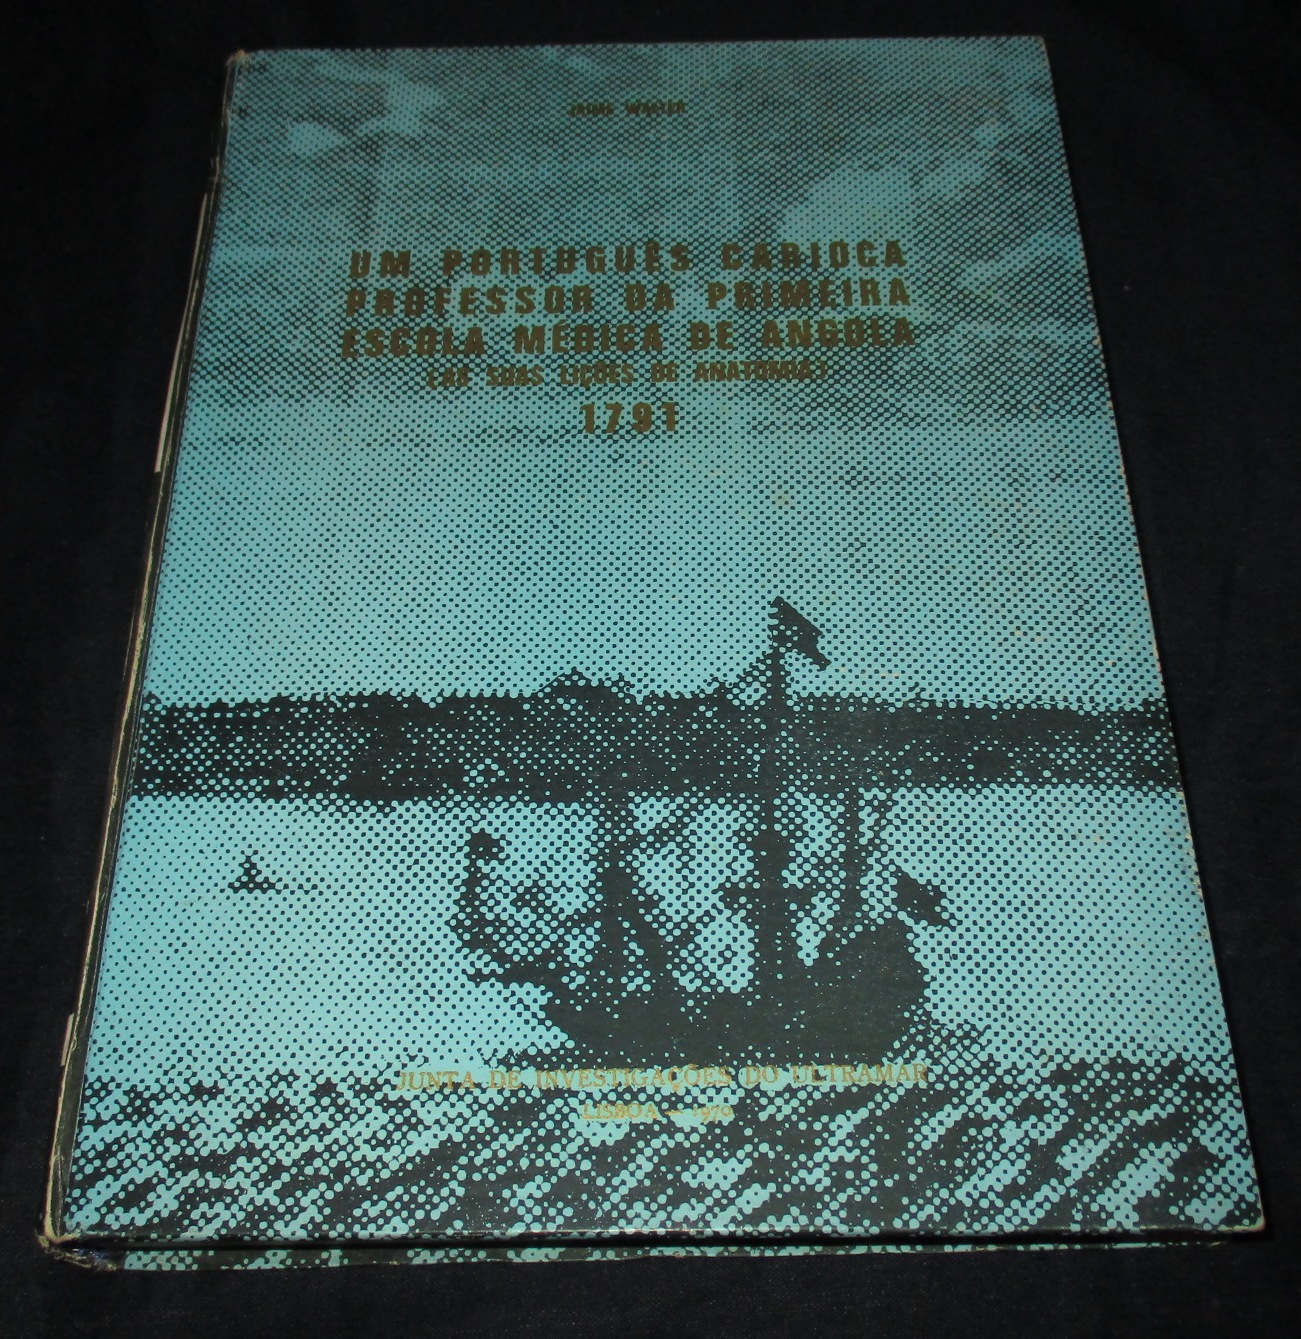 JAIME WALTER
UM PORTUGUÊS CARIOCA
PROFESSOR DA PRIMEIRA
ESCOLA MÉDICA DE ANGOLA
(AS SUAS LIÇÕES DE ANATOMIA)
1791
JUNTA DE INVESTIGAÇÕES DO ULTRAMAR
LISBOA — 1970